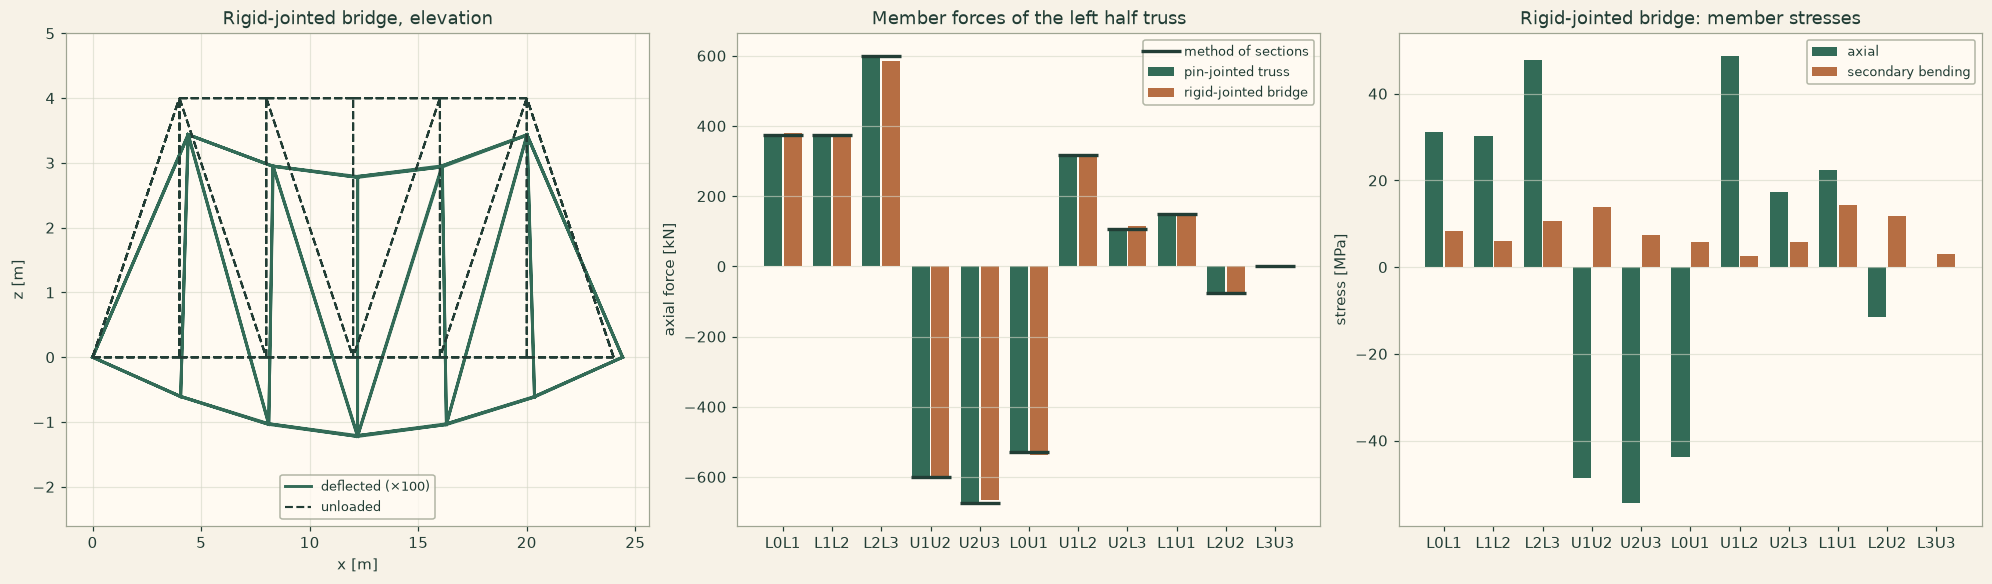 Rigid-jointed bridge, elevation
5
4
3
2
1
0
−1
−2
z [m]
0 5 10 15 20 25
x [m]
deflected (×100)
unloaded
Member forces of the left half truss
600
400
200
0
−200
−400
−600
axial force [kN]
L0L1 L1L2 L2L3 U1U2 U2U3 L0U1 U1L2 U2L3 L1U1 L2U2 L3U3
method of sections
pin-jointed truss
rigid-jointed bridge
Rigid-jointed bridge: member stresses
40
20
0
−20
−40
stress [MPa]
L0L1 L1L2 L2L3 U1U2 U2U3 L0U1 U1L2 U2L3 L1U1 L2U2 L3U3
axial
secondary bending